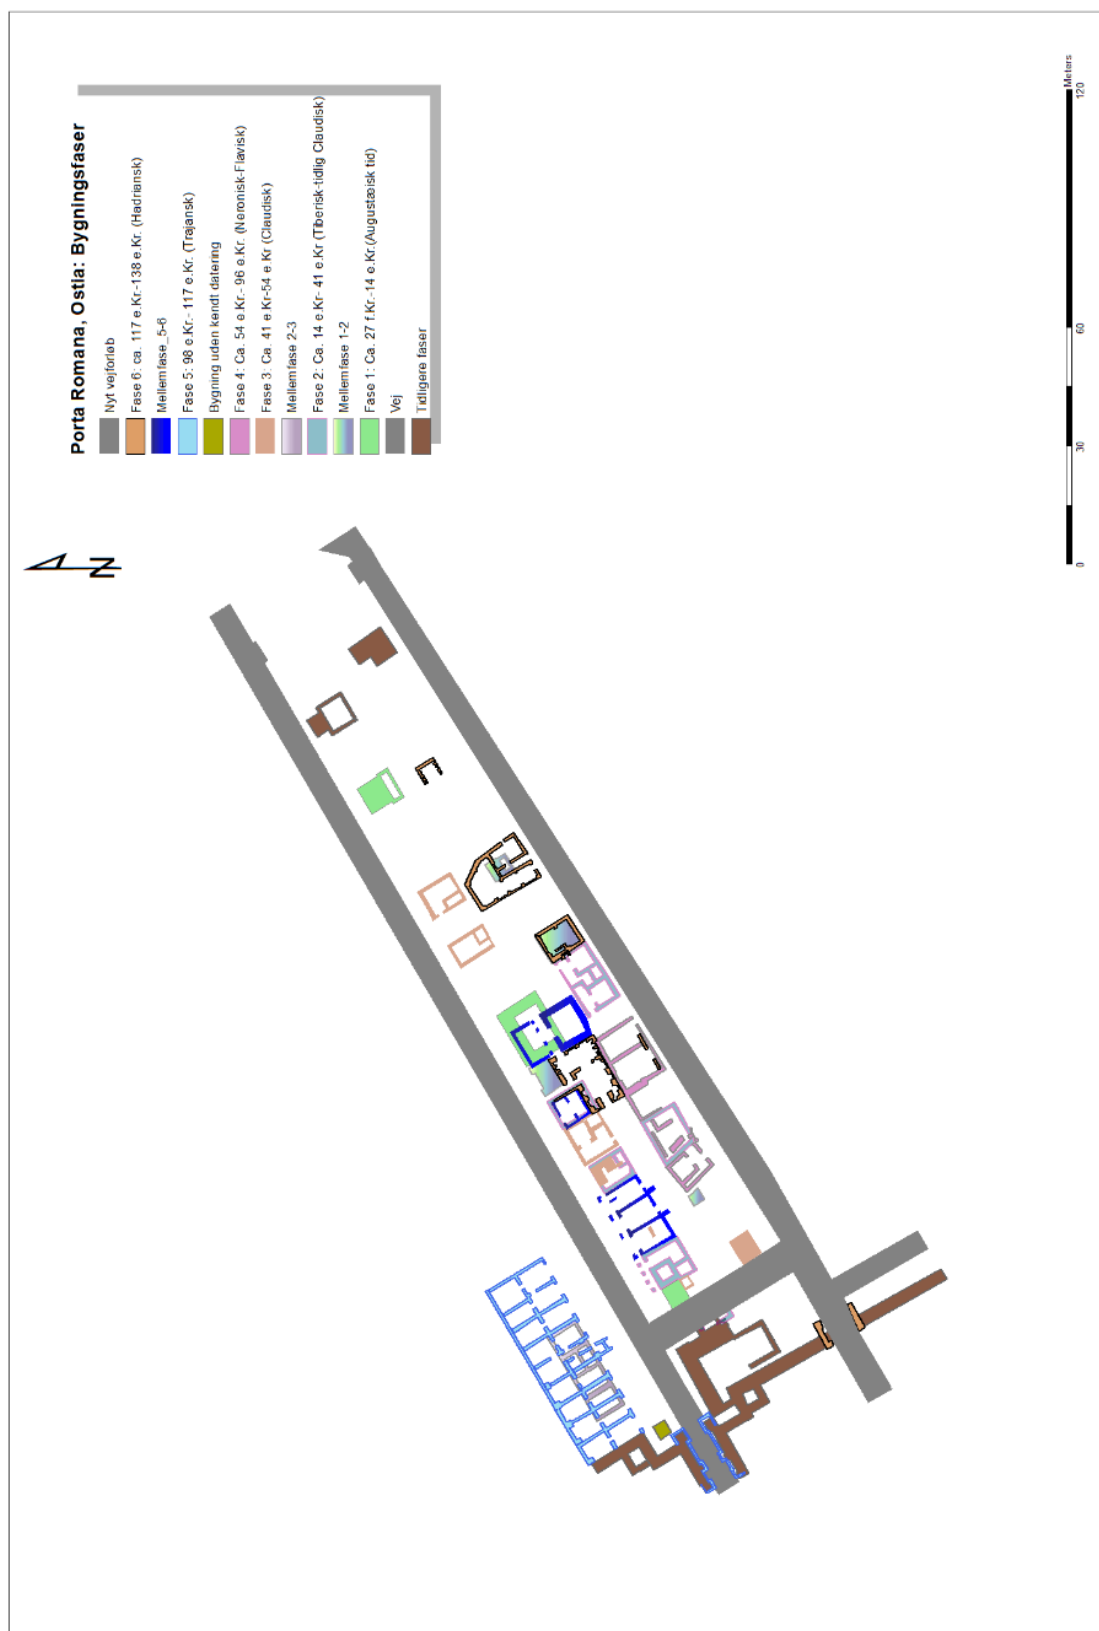 Porta Romana, Ostia: Bygningsfaser
Nyt vejforløb
Fase 6: ca. 117 e.Kr.-138 e.Kr. (Hadriansk)
Mellemfase_5-6
Fase 5: 98 e.Kr.- 117 e.Kr. (Trajansk)
Bygning uden kendt datering
Fase 4: Ca. 54 e.Kr.- 96 e.Kr. (Neronisk-Flavisk)
Fase 3: Ca. 41 e.Kr-54 e.Kr (Claudisk)
Mellemfase 2-3
Fase 2: Ca. 14 e.Kr- 41 e.Kr (Tiberisk-tidlig Claudisk)
Mellemfase 1-2
Fase 1: Ca. 27 f.Kr.-14 e.Kr.(Augustæisk tid)
Vej
Tidligere faser
N
Meters
0 30 60 120